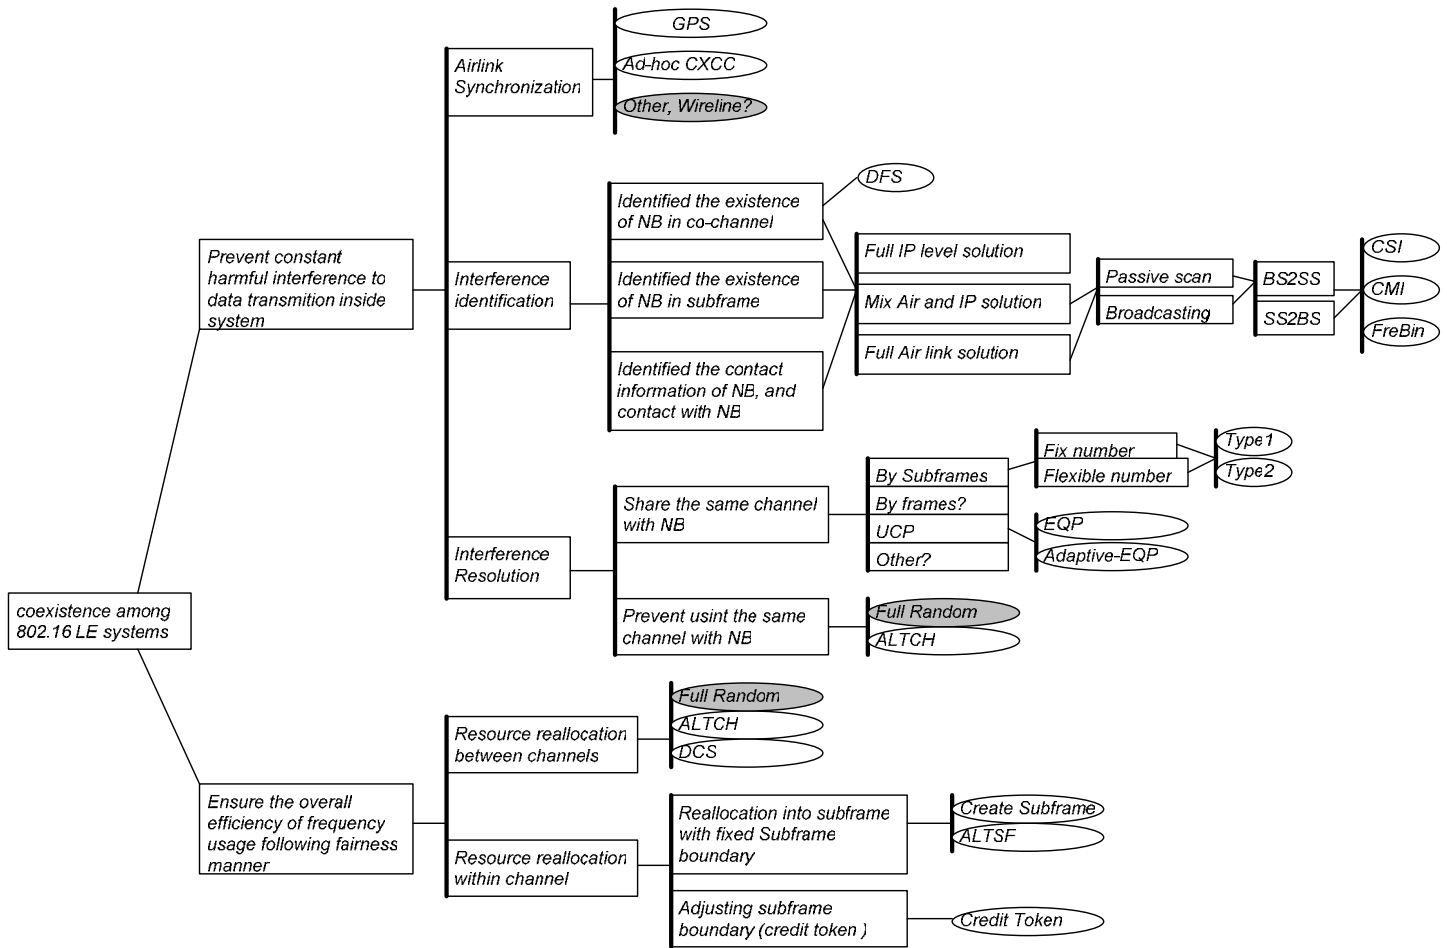 GPS
Airlink
Synchronization
Ad-hoc CXCC
Other, Wireline?
DFS
Identified the existence
of NB in co-channel
Prevent constant
harmful interference to
data transmition inside
system
Interference
identification
Identified the existence
of NB in subframe
Full IP level solution
Mix Air and IP solution
Full Air link solution
Passive scan
Broadcasting
BS2SS
SS2BS
CSI
CMI
FreBin
Identified the contact
information of NB, and
contact with NB
Interference
Resolution
Share the same channel
with NB
By Subframes
By frames?
UCP
Other?
Fix number
Flexible number
Type1
Type2
EQP
Adaptive-EQP
Prevent usint the same
channel with NB
Full Random
ALTCH
coexistence among
802.16 LE systems
Resource reallocation
between channels
Full Random
ALTCH
DCS
Ensure the overall
efficiency of frequency
usage following fairness
manner
Resource reallocation
within channel
Reallocation into subframe
with fixed Subframe
boundary
Create Subframe
ALTSF
Adjusting subframe
boundary (credit token )
Credit Token